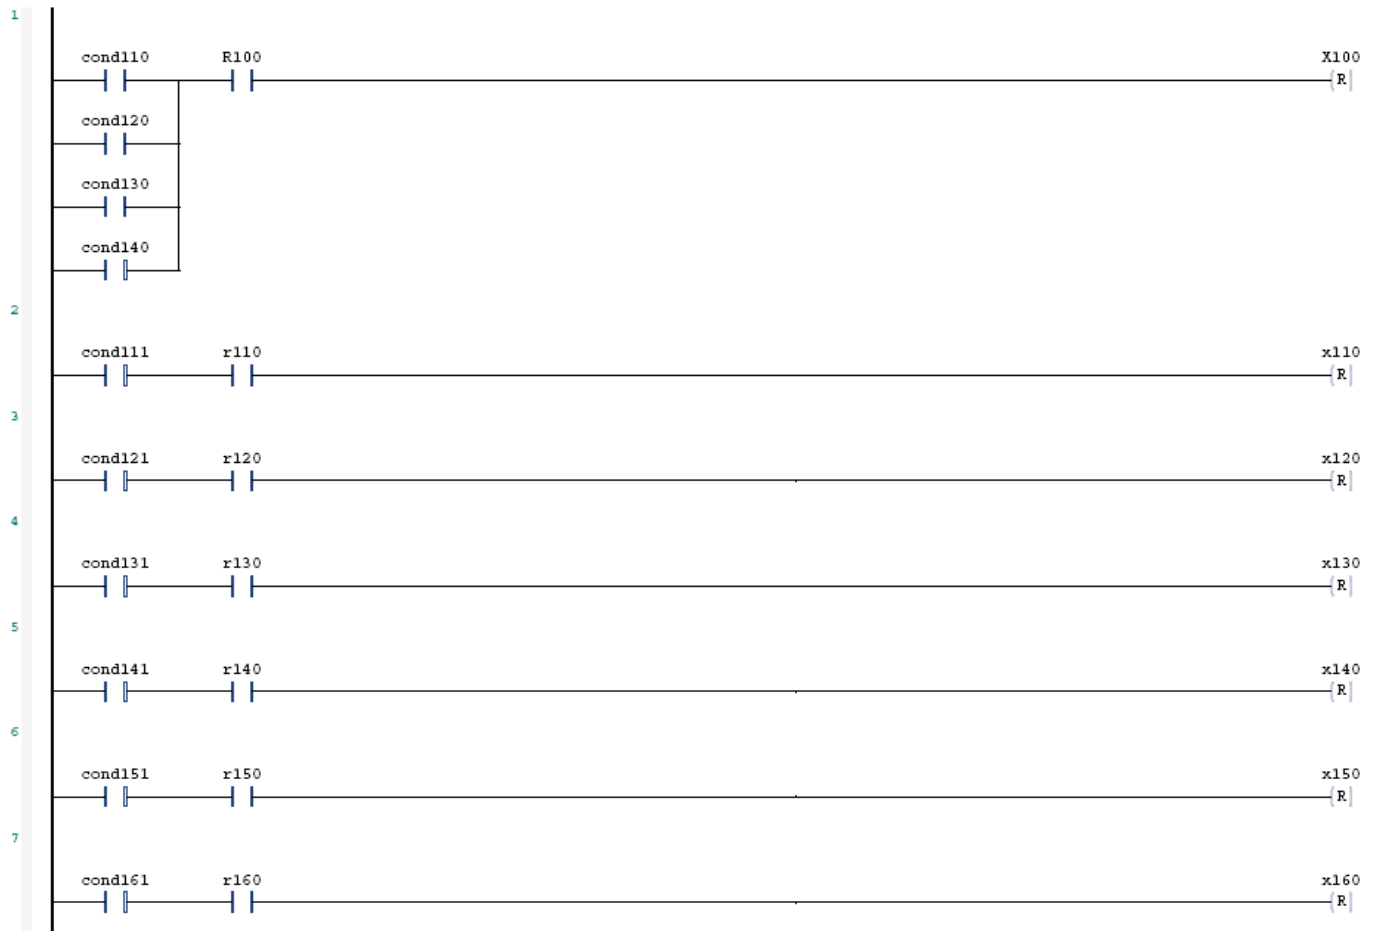 1
cond110 R100 X100
(R)
cond120
cond130
cond140
2
cond111 r110 x110
(R)
3
cond121 r120 x120
(R)
4
cond131 r130 x130
(R)
5
cond141 r140 x140
(R)
6
cond151 r150 x150
(R)
7
cond161 r160 x160
(R)